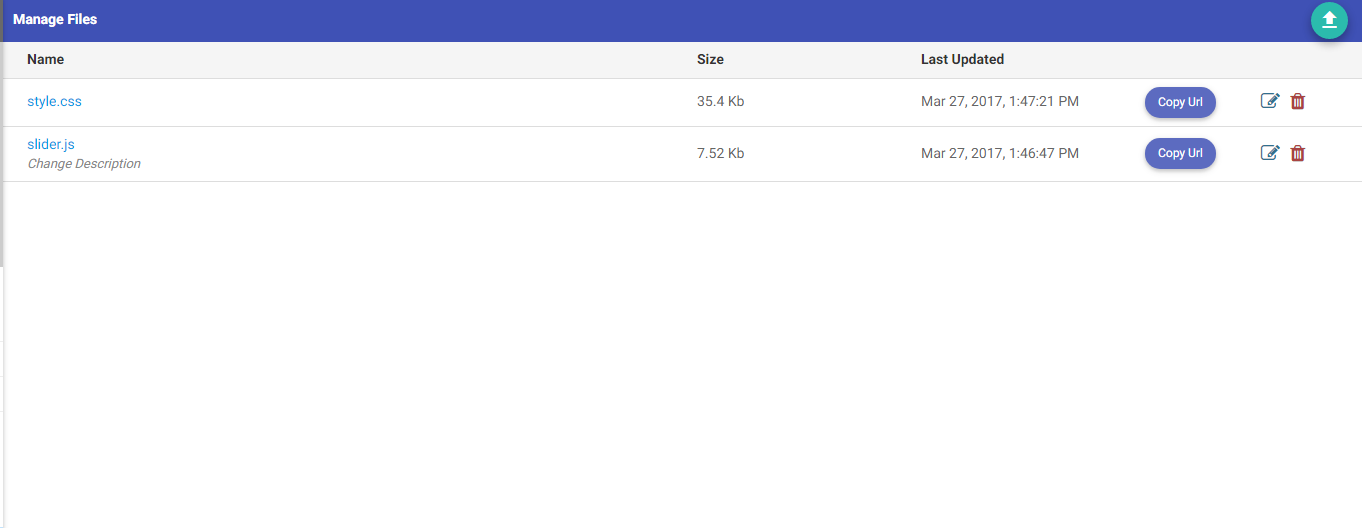 Manage Files
Name Size Last Updated
style.css 35.4 Kb Mar 27, 2017, 1:47:21 PM Copy Url
slider.js 7.52 Kb Mar 27, 2017, 1:46:47 PM Copy Url
Change Description